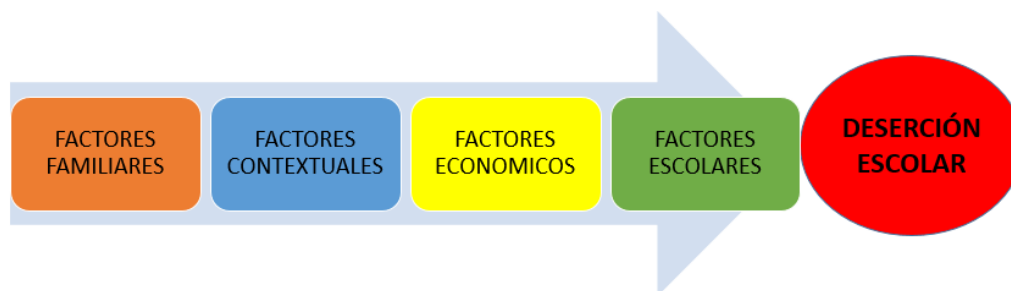 FACTORES
FAMILIARES
FACTORES
CONTEXTUALES
FACTORES
ECONOMICOS
FACTORES
ESCOLARES
DESERCIÓN
ESCOLAR